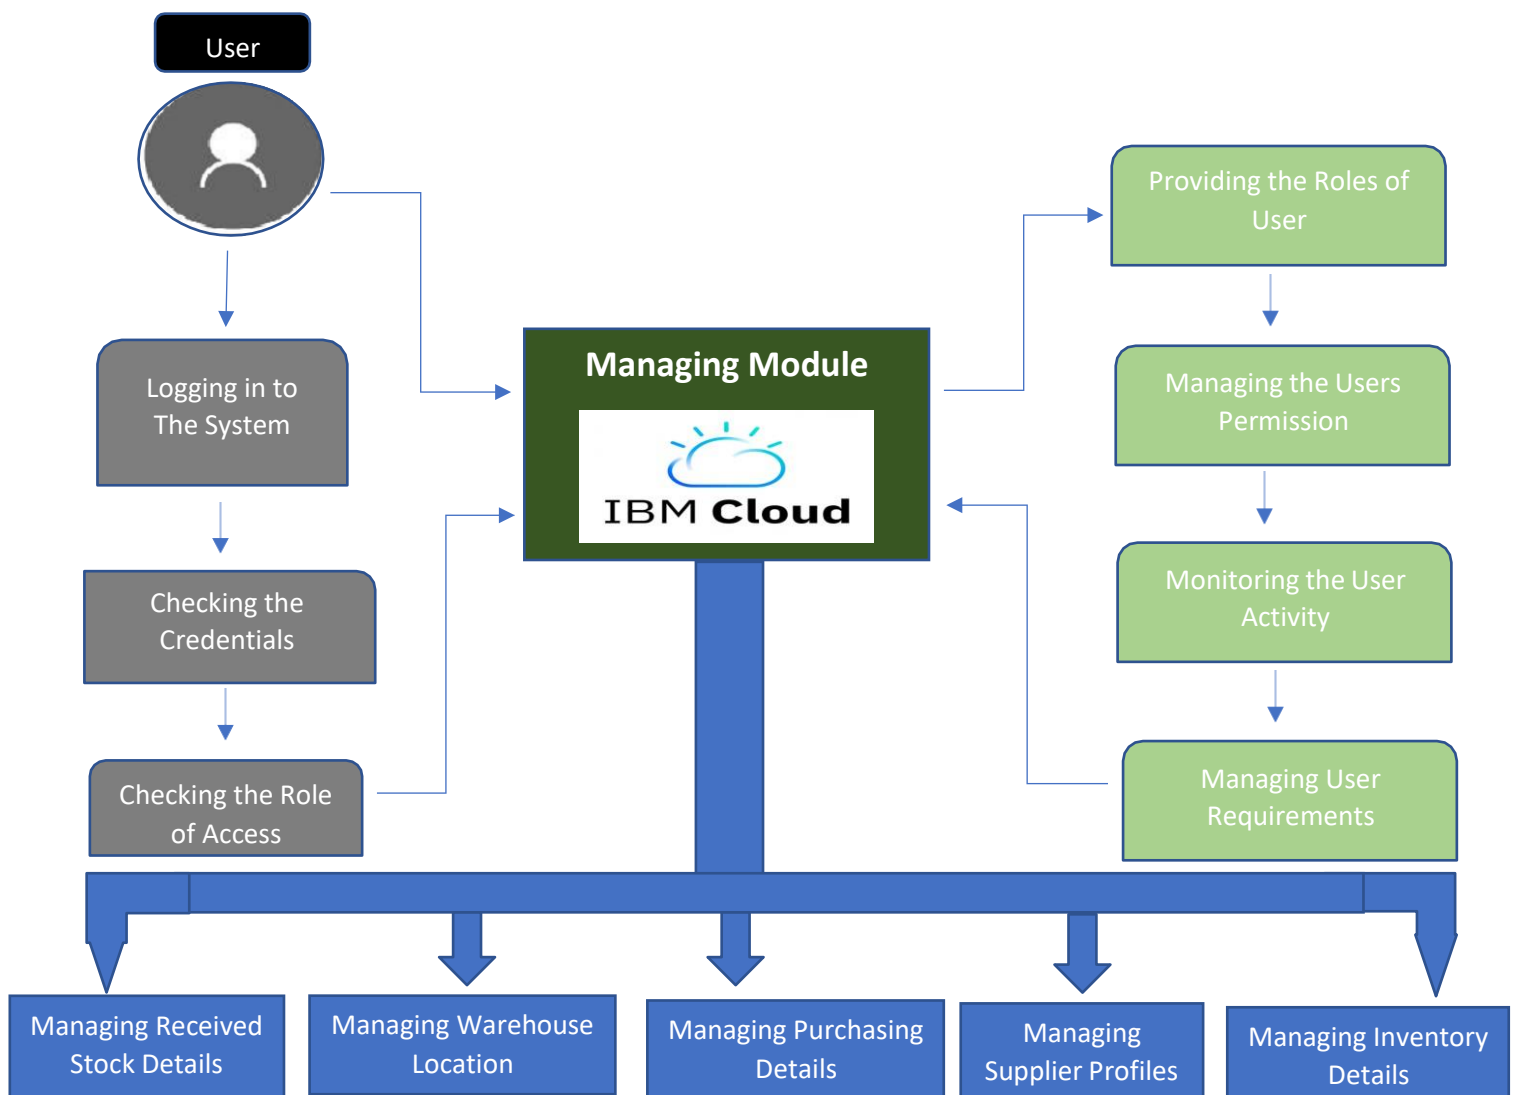 User
Logging in to
The System
Checking the
Credentials
Checking the Role
of Access
Managing Module
IBM Cloud
Providing the Roles of
User
Managing the Users
Permission
Monitoring the User
Activity
Managing User
Requirements
Managing Received
Stock Details
Managing Warehouse
Location
Managing Purchasing
Details
Managing
Supplier Profiles
Managing Inventory
Details